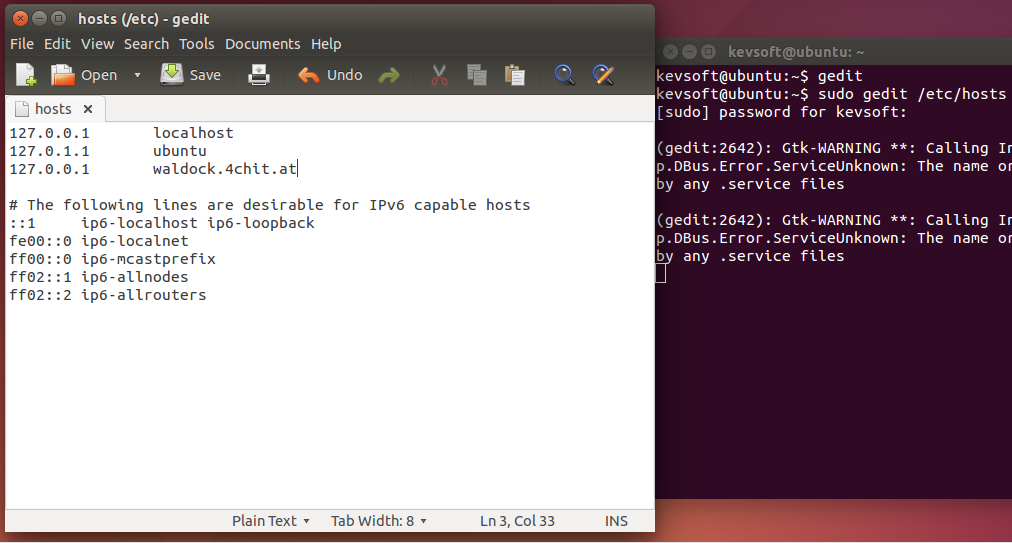 hosts (/etc) - gedit
File Edit View Search Tools Documents Help
Open Save Undo
hosts
127.0.0.1 localhost
127.0.1.1 ubuntu
127.0.0.1 waldock.4chit.at
# The following lines are desirable for IPv6 capable hosts
::1 ip6-localhost ip6-loopback
fe00::0 ip6-localnet
ff00::0 ip6-mcastprefix
ff02::1 ip6-allnodes
ff02::2 ip6-allrouters
Plain Text Tab Width: 8 Ln 3, Col 33 INS
kevsoft@ubuntu: ~
kevsoft@ubuntu:~$ gedit
kevsoft@ubuntu:~$ sudo gedit /etc/hosts
[sudo] password for kevsoft:
(gedit:2642): Gtk-WARNING **: Calling In
p.DBus.Error.ServiceUnknown: The name or
by any .service files
(gedit:2642): Gtk-WARNING **: Calling In
p.DBus.Error.ServiceUnknown: The name or
by any .service files